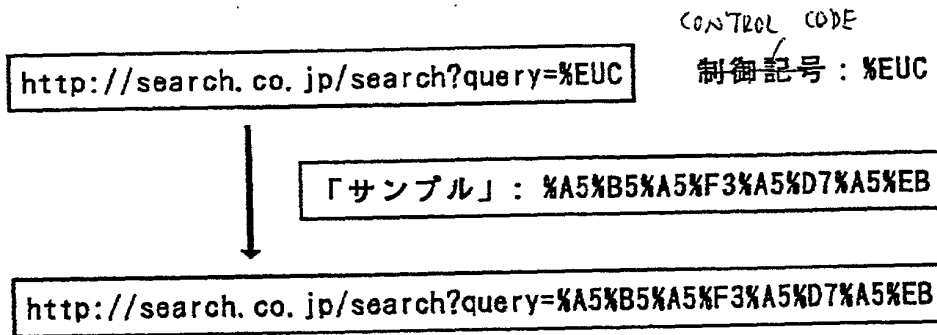 CONTROL CODE
http://search.co.jp/search?query=%EUC
制御記号：%EUC
「サンプル」：%A5%B5%A5%F3%A5%D7%A5%EB
http://search.co.jp/search?query=%A5%B5%A5%F3%A5%D7%A5%EB